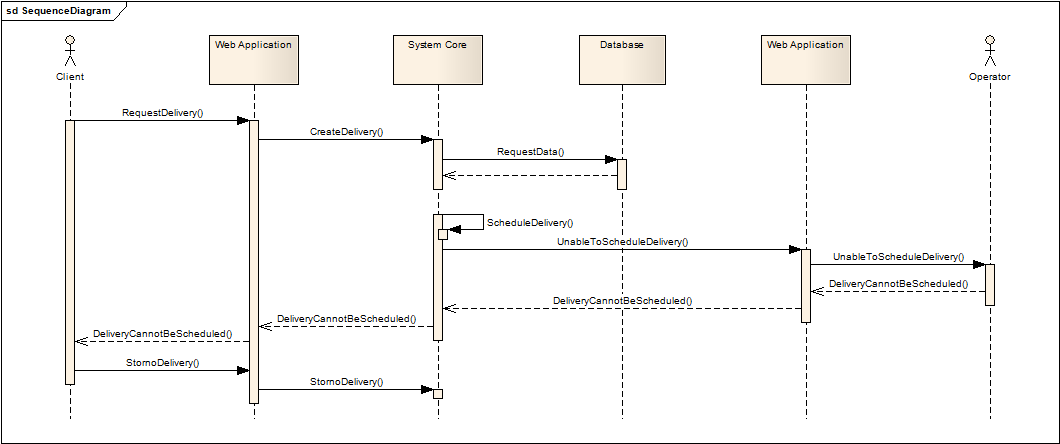 sd SequenceDiagram
Client
Web Application
System Core
Database
Web Application
Operator
RequestDelivery()
CreateDelivery()
RequestData()
ScheduleDelivery()
UnableToScheduleDelivery()
UnableToScheduleDelivery()
DeliveryCannotBeScheduled()
DeliveryCannotBeScheduled()
DeliveryCannotBeScheduled()
DeliveryCannotBeScheduled()
StornoDelivery()
StornoDelivery()